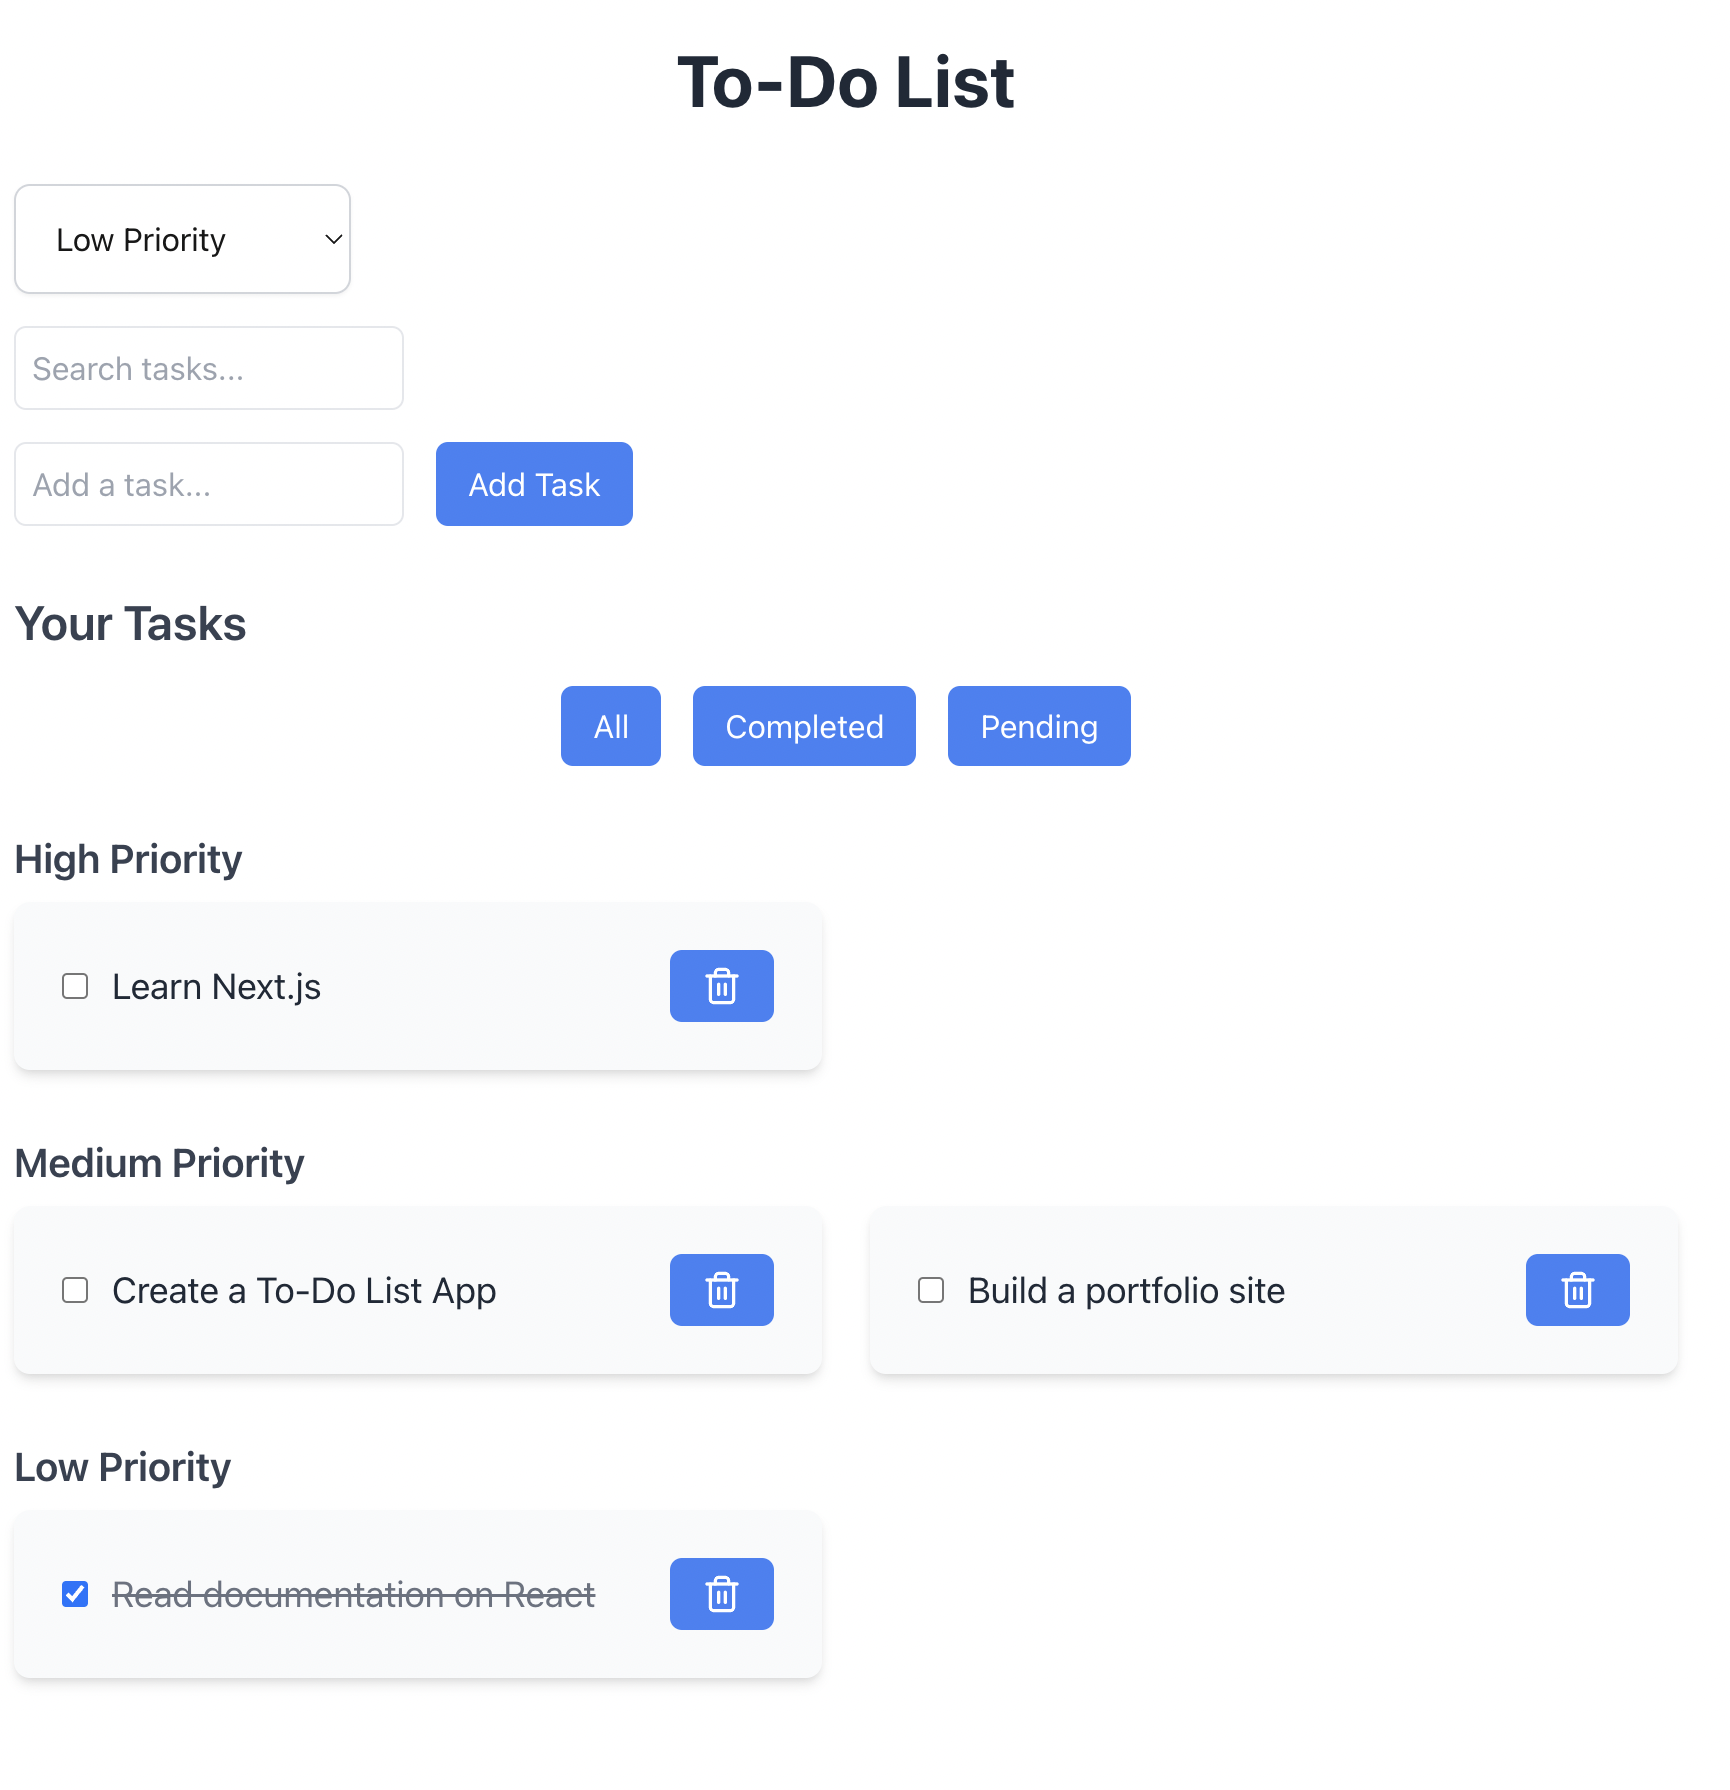 To-Do List
Low Priority
Search tasks...
Add a task...
Add Task
Your Tasks
All
Completed
Pending
High Priority
Learn Next.js
Medium Priority
Create a To-Do List App
Build a portfolio site
Low Priority
Read documentation on React